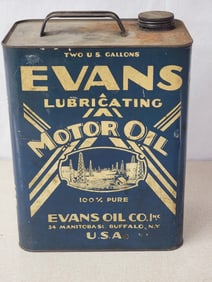 TWO U S GALLONS
EVANS
LUBRICATING
MOTOR OIL
100% PURE
EVANS OIL CO. INC
34 MANITOBA ST. BUFFALO, N.Y.
U.S.A.